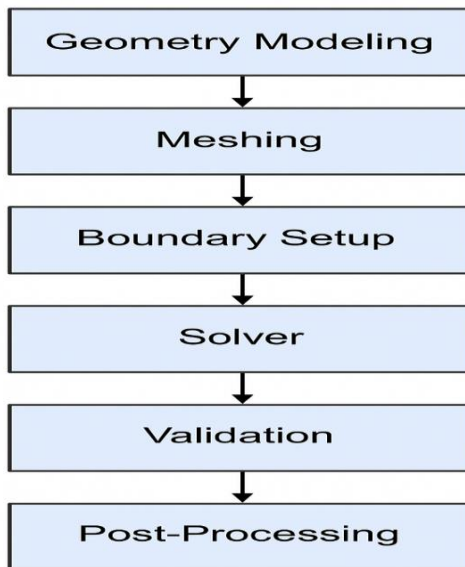 Geometry Modeling
Meshing
Boundary Setup
Solver
Validation
Post-Processing